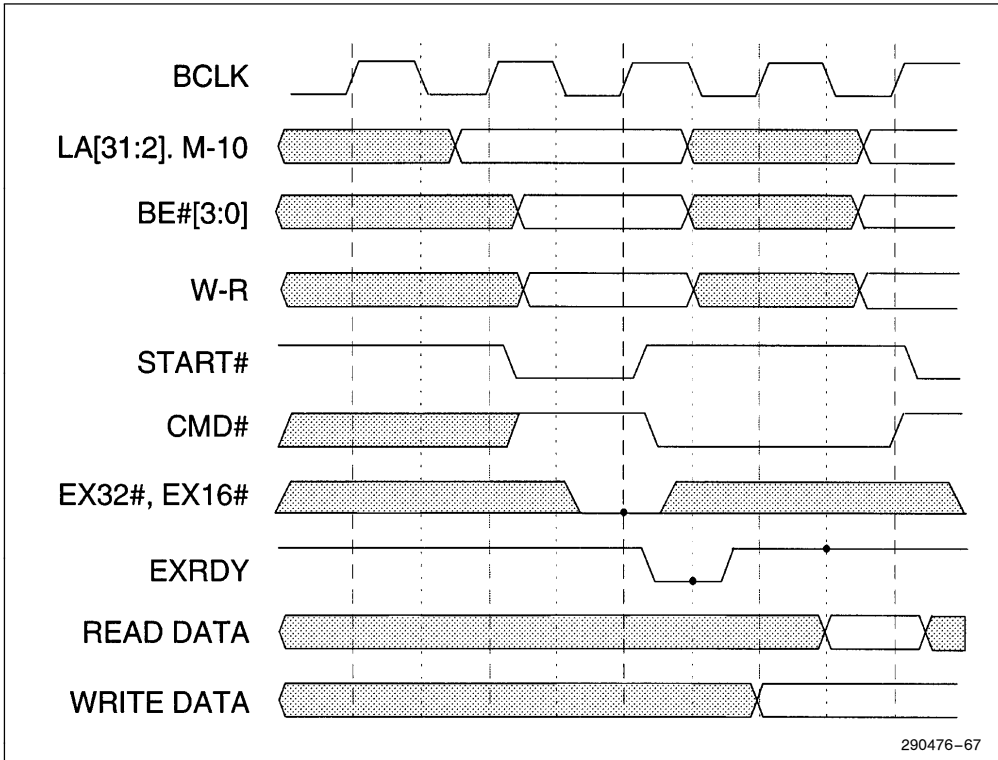 BCLK
LA[31:2]. M-10
BE#[3:0]
W-R
START#
CMD#
EX32#, EX16#
EXRDY
READ DATA
WRITE DATA
290476–67